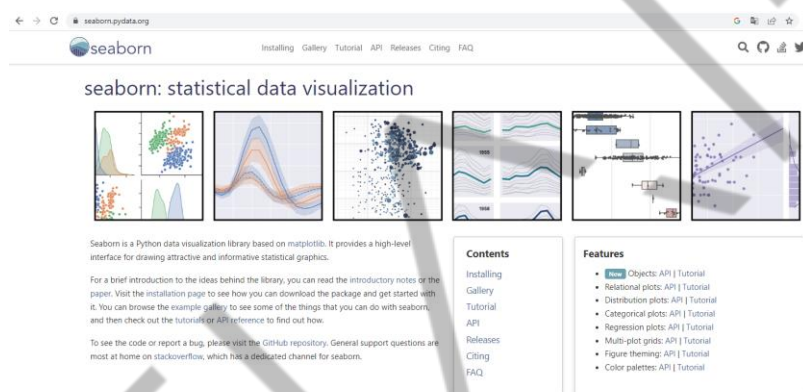 seaborn.pydata.org
seaborn
Installing Gallery Tutorial API Releases Citing FAQ
seaborn: statistical data visualization
Seaborn is a Python data visualization library based on matplotlib. It provides a high-level
interface for drawing attractive and informative statistical graphics.
For a brief introduction to the ideas behind the library, you can read the introductory notes or the
paper. Visit the installation page to see how you can download the package and get started with
it. You can browse the example gallery to see some of the things that you can do with seaborn,
and then check out the tutorials or API reference to find out how.
To see the code or report a bug, please visit the GitHub repository. General support questions are
most at home on stackoverflow, which has a dedicated channel for seaborn.
Contents
Installing
Gallery
Tutorial
API
Releases
Citing
FAQ
Features
New Objects: API | Tutorial
Relational plots: API | Tutorial
Distribution plots: API | Tutorial
Categorical plots: API | Tutorial
Regression plots: API | Tutorial
Multi-plot grids: API | Tutorial
Figure theming: API | Tutorial
Color palettes: API | Tutorial